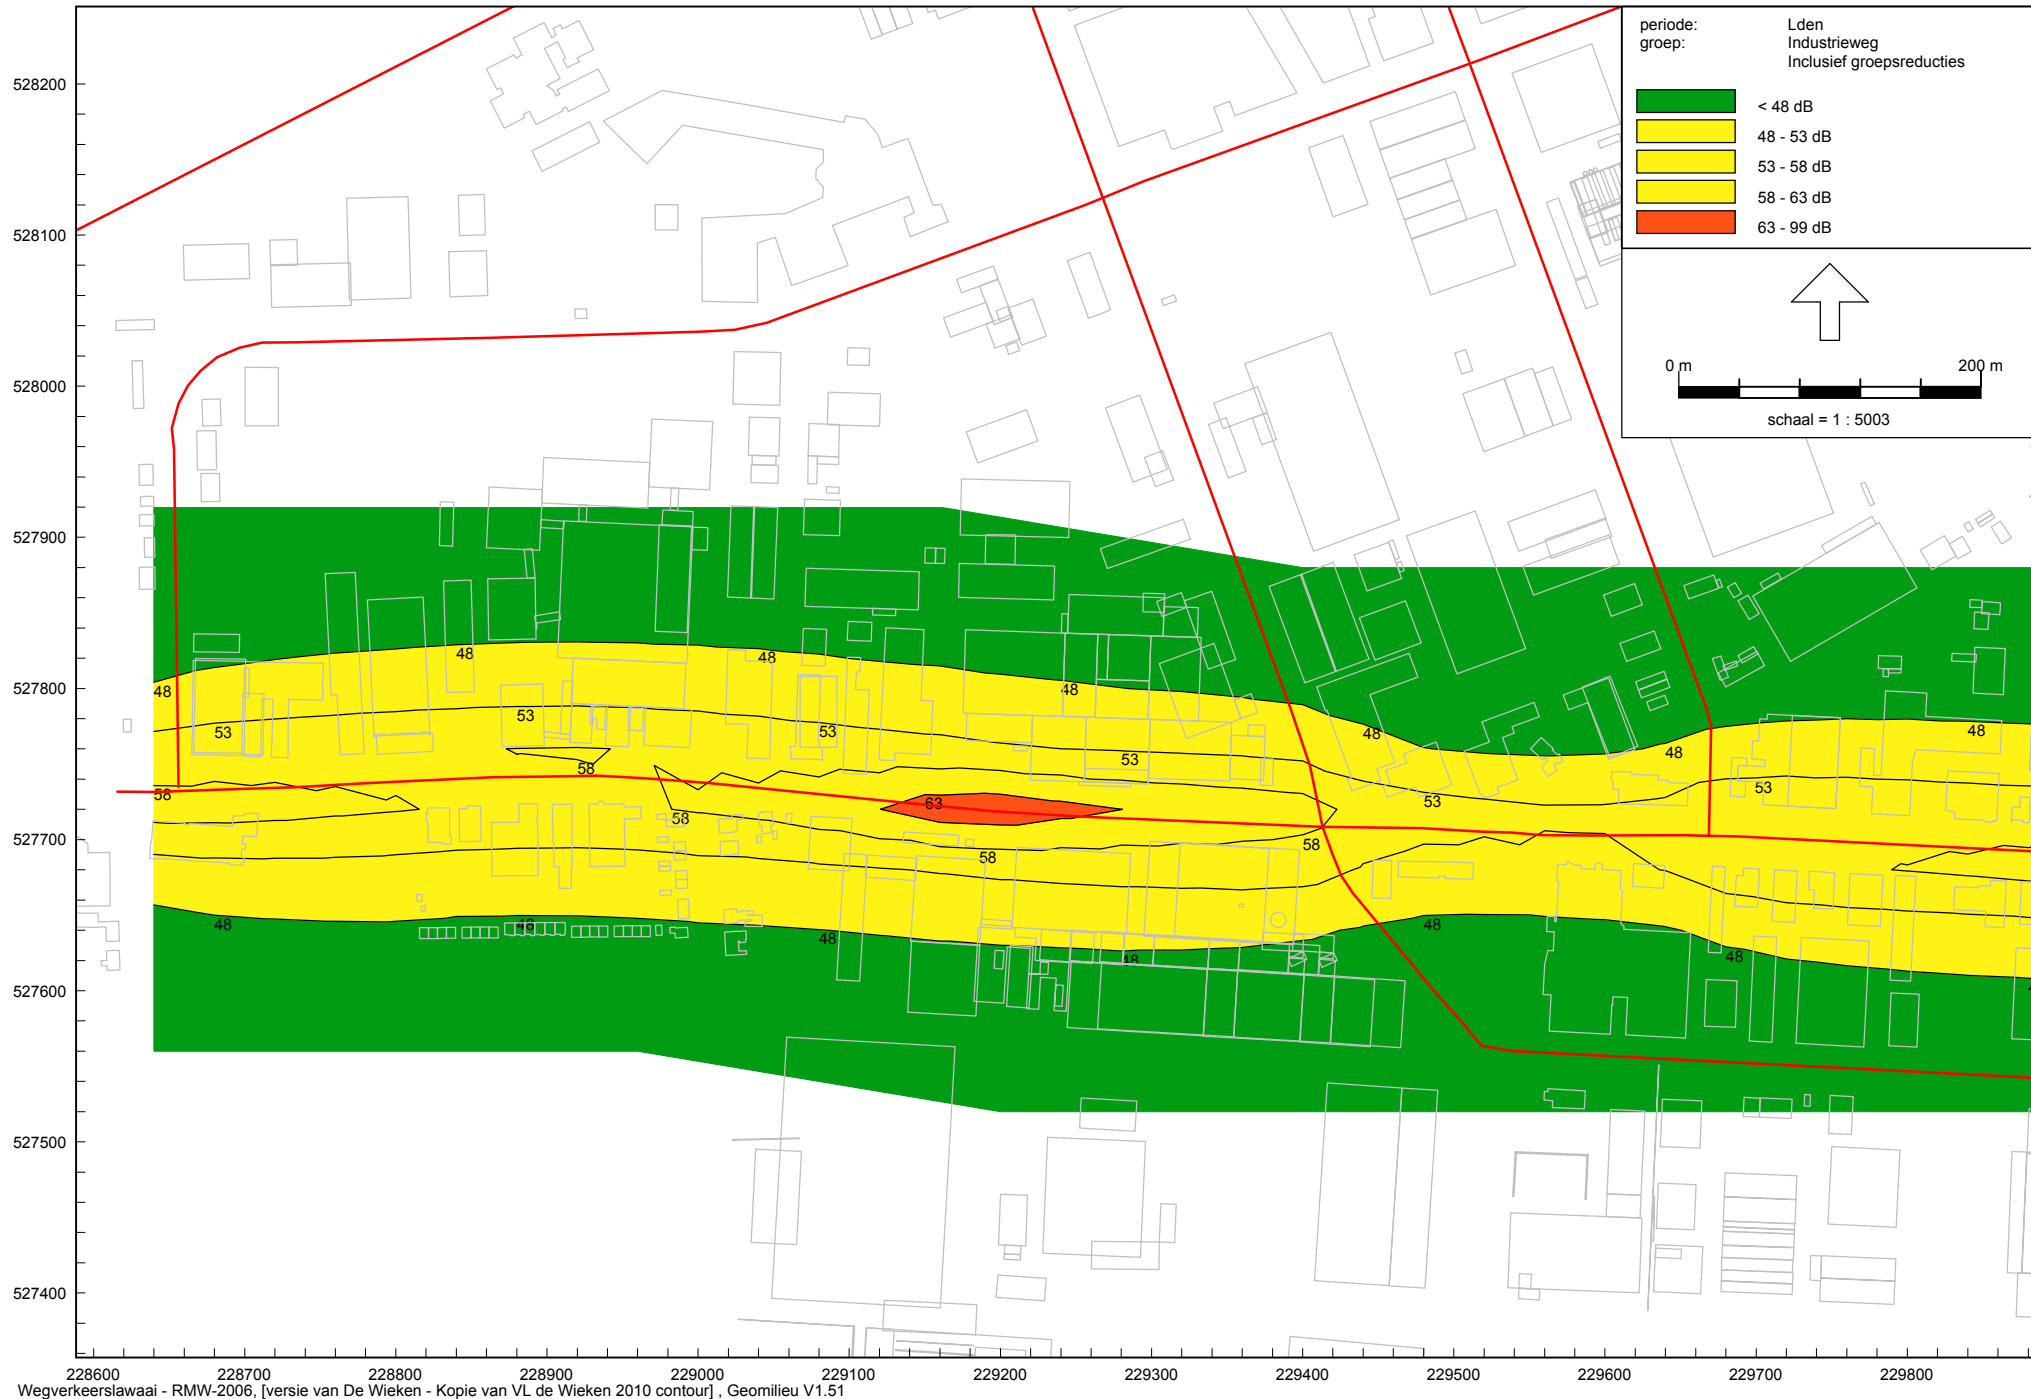 periode: Lden
groep: Industrieweg
Inclusief groepsreducties
< 48 dB
48 - 53 dB
53 - 58 dB
58 - 63 dB
63 - 99 dB
0 m 200 m
schaal = 1 : 5003
528200
528100
528000
527900
527800
527700
527600
527500
527400
48
48
48
48
48
48
48
53
53
53
53
53
53
58
58
58
58
58
63
48
48
48
48
48
48
228600 228700 228800 228900 229000 229100 229200 229300 229400 229500 229600 229700 229800
Wegverkeerslawaai - RMW-2006, [versie van De Wieken - Kopie van VL de Wieken 2010 contour] , Geomilieu V1.51